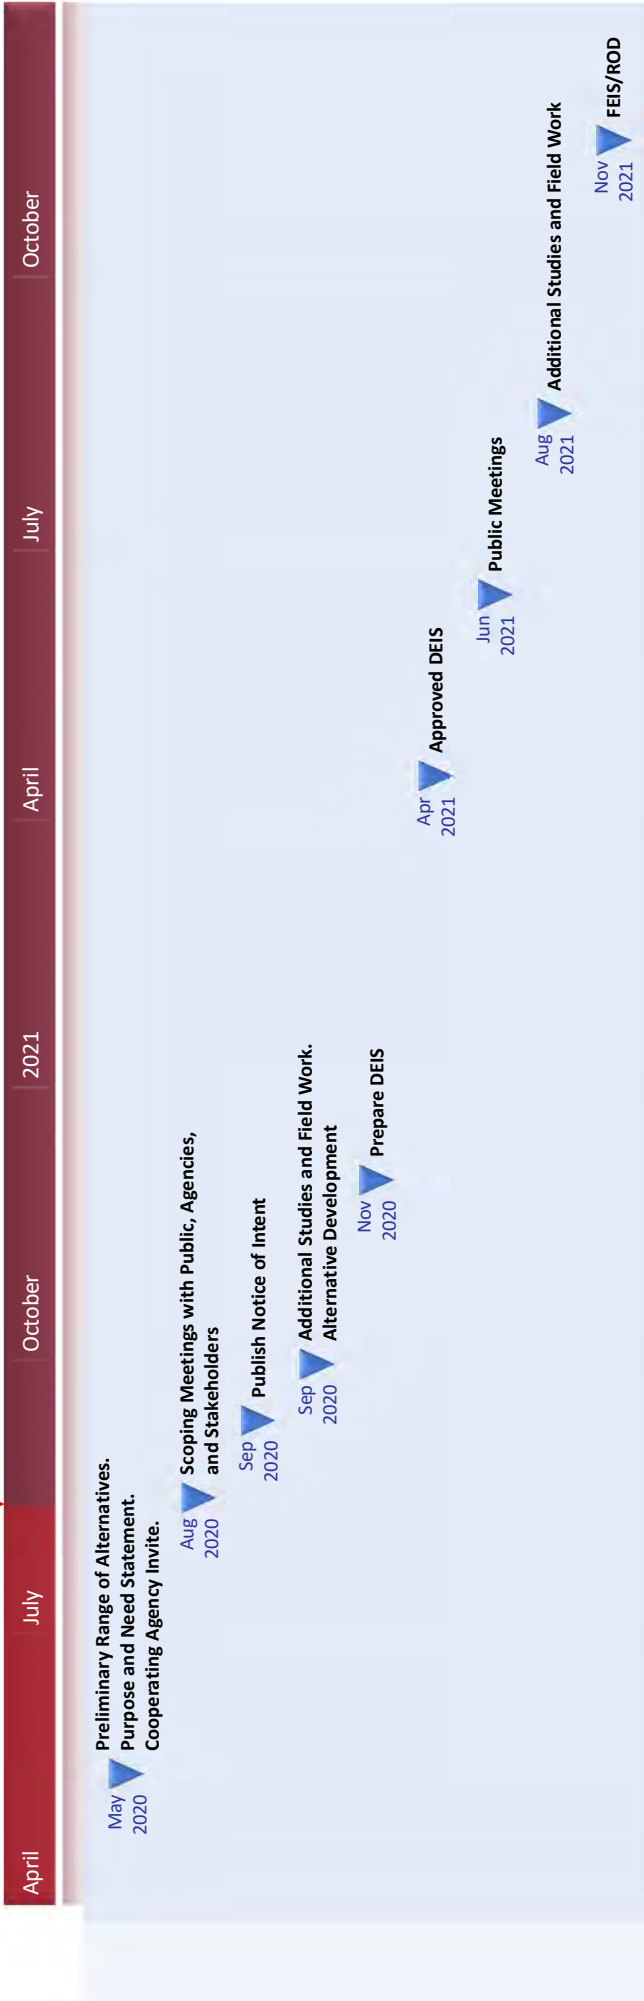 April
July
October
2021
April
July
October
May
2020
Preliminary Range of Alternatives.
Purpose and Need Statement.
Cooperating Agency Invite.
Aug
2020
Scoping Meetings with Public, Agencies,
and Stakeholders
Sep
2020
Publish Notice of Intent
Sep
2020
Additional Studies and Field Work.
Alternative Development
Nov
2020
Prepare DEIS
Apr
2021
Approved DEIS
Jun
2021
Public Meetings
Aug
2021
Additional Studies and Field Work
Nov
2021
FEIS/ROD